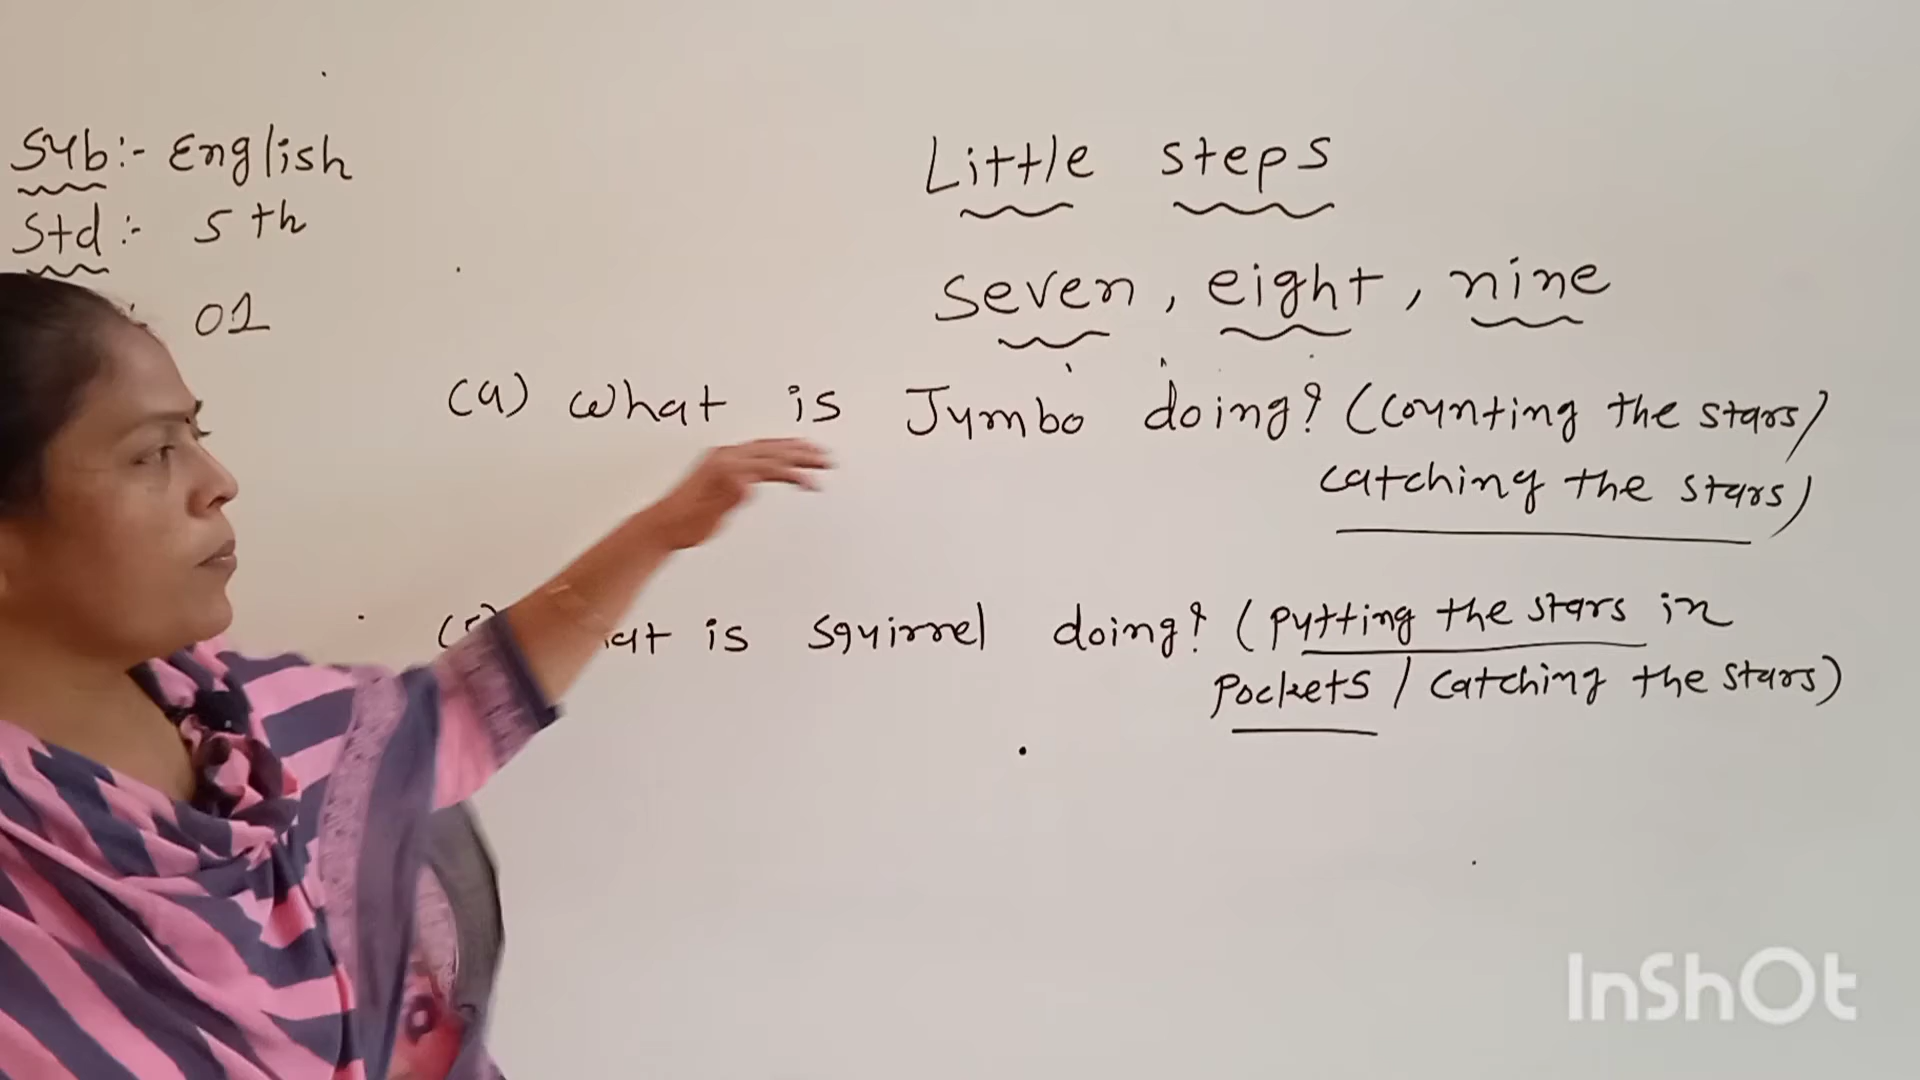 Sub:- English
Std:- 5th
01
Little steps
Seven, eight, nine
(a) What is Jumbo doing? (Counting the stars/
catching the stars)
is squirrel doing? (Putting the stars in
Pockets / Catching the stars)
InShOt